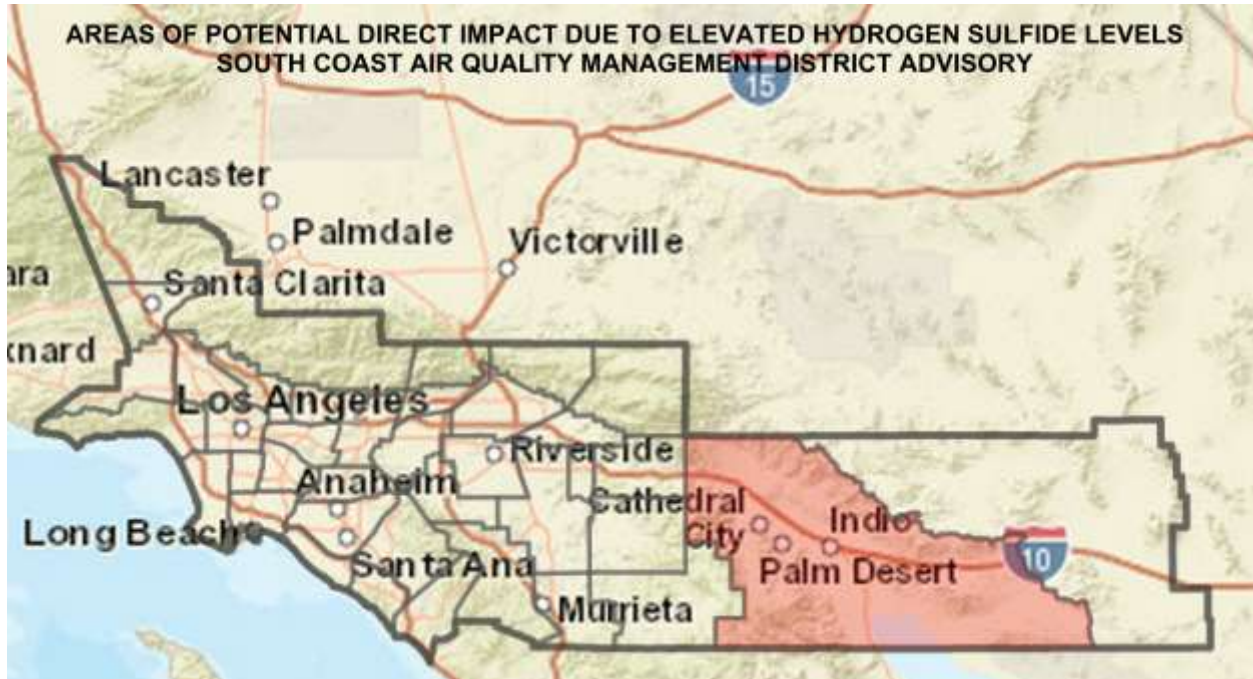 AREAS OF POTENTIAL DIRECT IMPACT DUE TO ELEVATED HYDROGEN SULFIDE LEVELS
SOUTH COAST AIR QUALITY MANAGEMENT DISTRICT ADVISORY
15
Lancaster
Palmdale
Victorville
ara
Santa Clarita
xnard
Los Angeles
Riverside
Anaheim
Cathedral
City
Indio
Long Beach
Santa Ana
Palm Desert
10
Murrieta